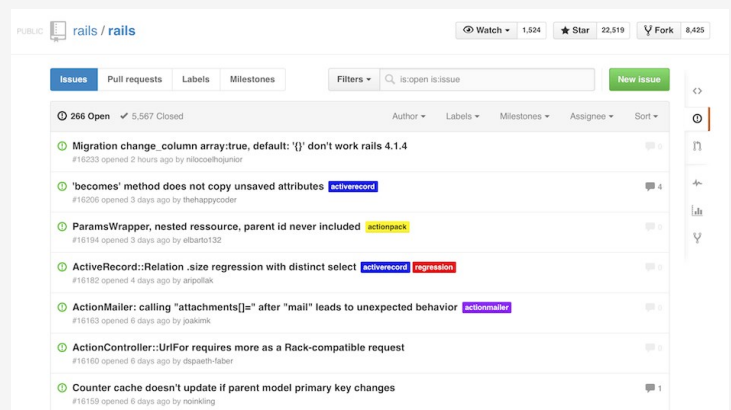 PUBLIC rails / rails Watch 1,524 Star 22,519 Fork 8,425
Issues Pull requests Labels Milestones Filters is:open is:issue New issue
266 Open 5,567 Closed Author Labels Milestones Assignee Sort
Migration change_column array:true, default: '{}' don't work rails 4.1.4 0
#16233 opened 2 hours ago by nilocoelhojunior
'becomes' method does not copy unsaved attributes activerecord 4
#16206 opened 3 days ago by thehappycoder
ParamsWrapper, nested ressource, parent id never included actionpack 0
#16194 opened 3 days ago by elbarto132
ActiveRecord::Relation .size regression with distinct select activerecord regression 0
#16182 opened 4 days ago by aripollak
ActionMailer: calling "attachments[]=" after "mail" leads to unexpected behavior actionmailer 0
#16163 opened 6 days ago by joakimk
ActionController::UrlFor requires more as a Rack-compatible request 0
#16160 opened 6 days ago by dspaeth-faber
Counter cache doesn't update if parent model primary key changes 1
#16159 opened 6 days ago by noinkling